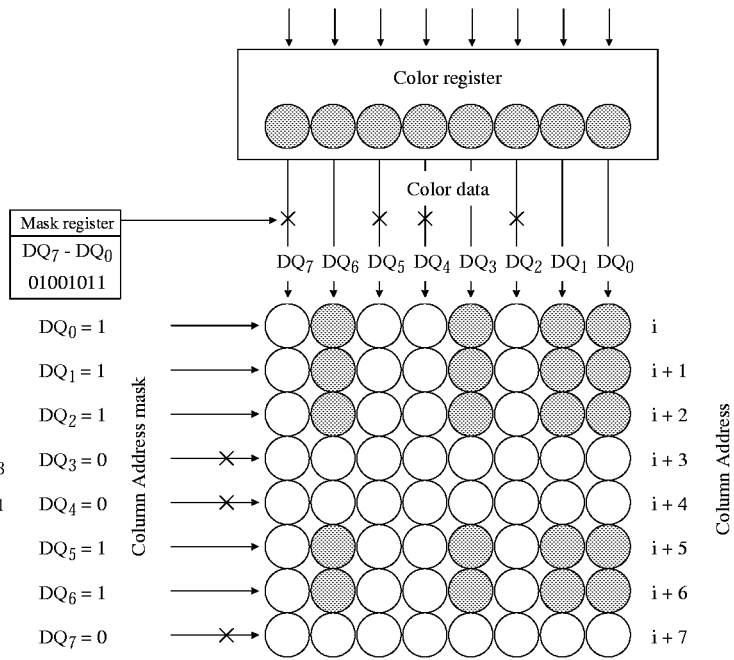 Color register
Color data
Mask register
DQ7 - DQ0
01001011
DQ7 DQ6 DQ5 DQ4 DQ3 DQ2 DQ1 DQ0
DQ0 = 1
i
DQ1 = 1
i + 1
DQ2 = 1
i + 2
3
DQ3 = 0
i + 3
1
DQ4 = 0
i + 4
DQ5 = 1
i + 5
DQ6 = 1
i + 6
DQ7 = 0
i + 7
Column Address mask
Column Address